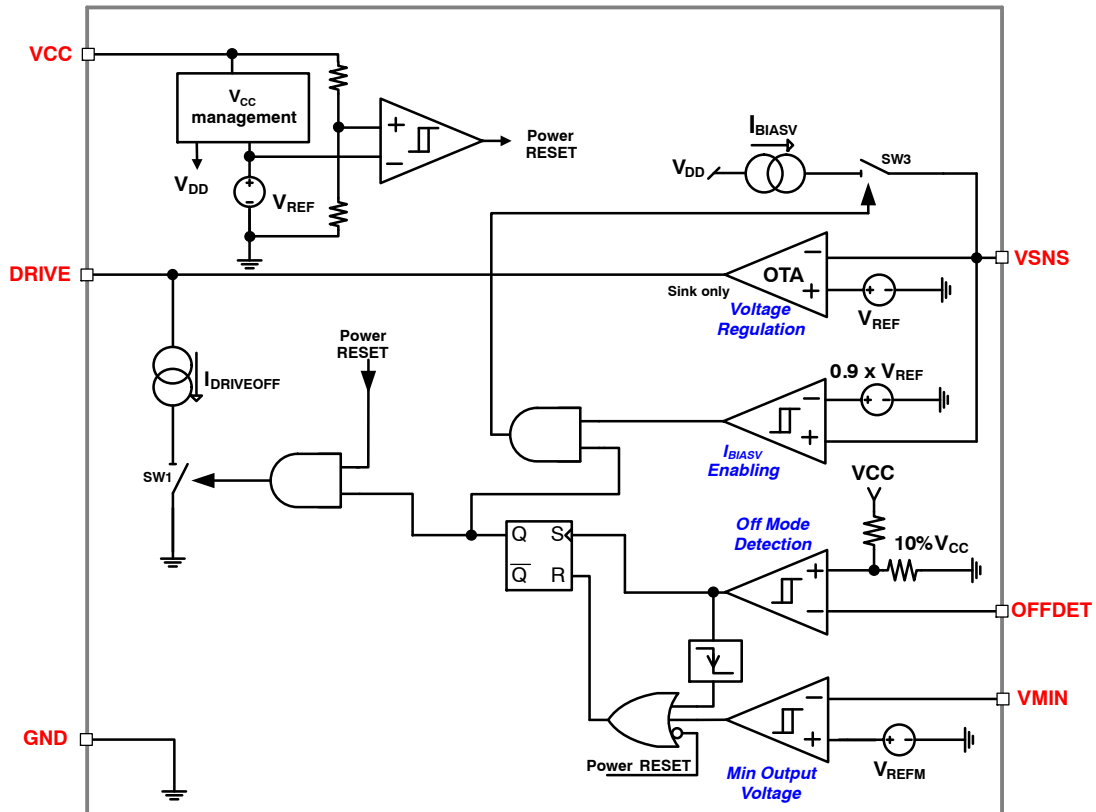 VCC
VCC
management
VDD
VREF
+
−
+
−
Power
RESET
IBIASV
VDD
SW3
DRIVE
VSNS
OTA
−
+
Sink only
Voltage
Regulation
+ -
VREF
Power
RESET
IDRIVEOFF
SW1
0.9 x VREF
+ -
−
+
IBIASV
Enabling
VCC
10% VCC
Off Mode
Detection
+
−
Q S
Q R
OFFDET
VMIN
−
+
+ -
VREFM
Min Output
Voltage
Power RESET
GND